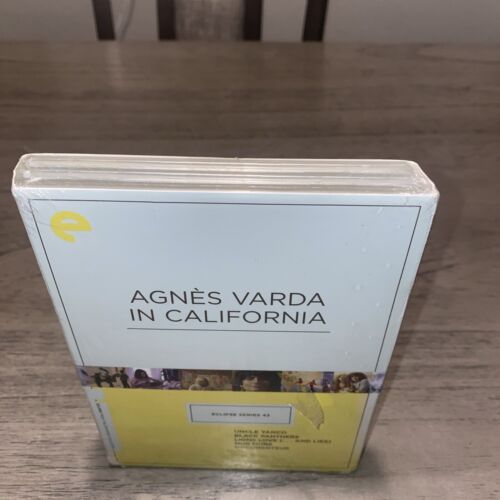 e
AGNÈS VARDA
IN CALIFORNIA
ECLIPSE SERIES 43
UNCLE YANCO
BLACK PANTHERS
LIONS LOVE (... AND LIES)
MUR MURS
DOCUMENTEUR